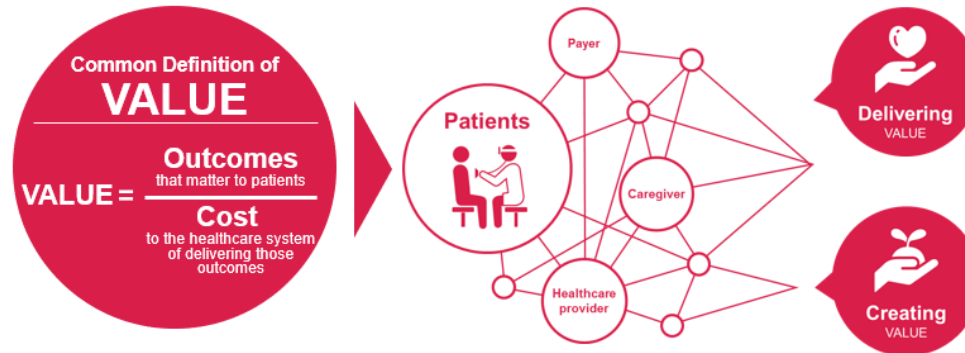 Common Definition of
VALUE
VALUE =
Outcomes
that matter to patients
Cost
to the healthcare system
of delivering those
outcomes
Patients
Payer
Caregiver
Healthcare
provider
Delivering
VALUE
Creating
VALUE